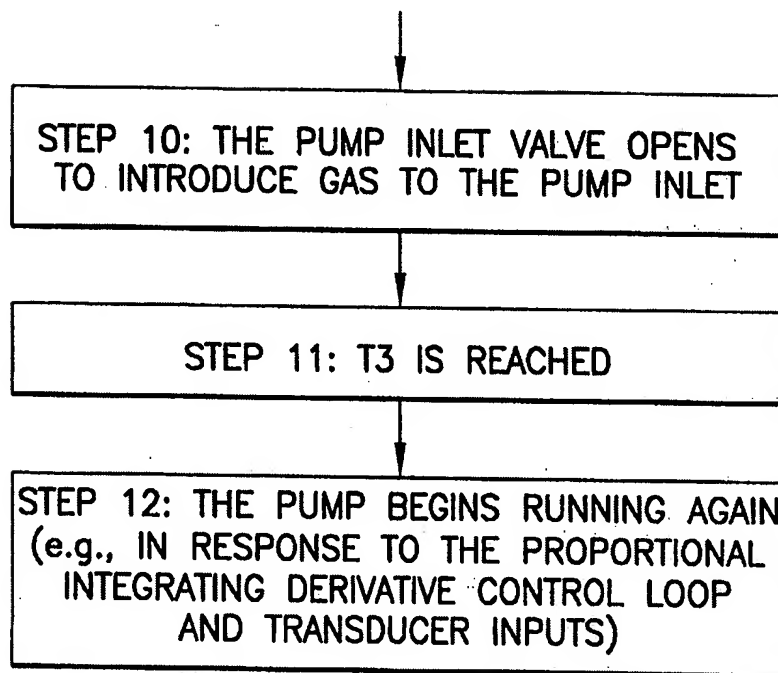 STEP 10: THE PUMP INLET VALVE OPENS
TO INTRODUCE GAS TO THE PUMP INLET
STEP 11: T3 IS REACHED
STEP 12: THE PUMP BEGINS RUNNING AGAIN
(e.g., IN RESPONSE TO THE PROPORTIONAL
INTEGRATING DERIVATIVE CONTROL LOOP
AND TRANSDUCER INPUTS)